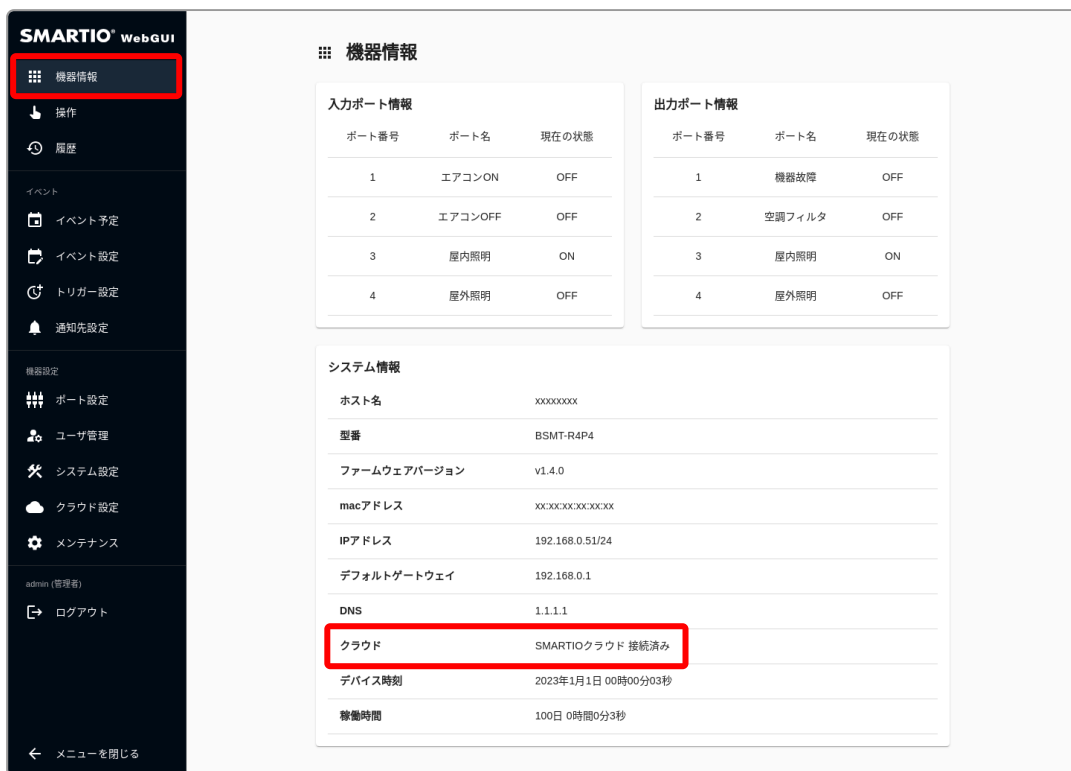 SMARTIO® WebGUI
機器情報
操作
履歴
イベント
イベント予定
イベント設定
トリガー設定
通知先設定
機器設定
ポート設定
ユーザ管理
システム設定
クラウド設定
メンテナンス
admin (管理者)
ログアウト
メニューを閉じる
機器情報
入力ポート情報
ポート番号 ポート名 現在の状態
1 エアコンON OFF
2 エアコンOFF OFF
3 屋内照明 ON
4 屋外照明 OFF
出力ポート情報
ポート番号 ポート名 現在の状態
1 機器故障 OFF
2 空調フィルタ OFF
3 屋内照明 ON
4 屋外照明 OFF
システム情報
ホスト名 xxxxxxxx
型番 BSMT-R4P4
ファームウェアバージョン v1.4.0
macアドレス xx:xx:xx:xx:xx:xx
IPアドレス 192.168.0.51/24
デフォルトゲートウェイ 192.168.0.1
DNS 1.1.1.1
クラウド SMARTIOクラウド 接続済み
デバイス時刻 2023年1月1日 00時00分03秒
稼働時間 100日 0時間0分3秒